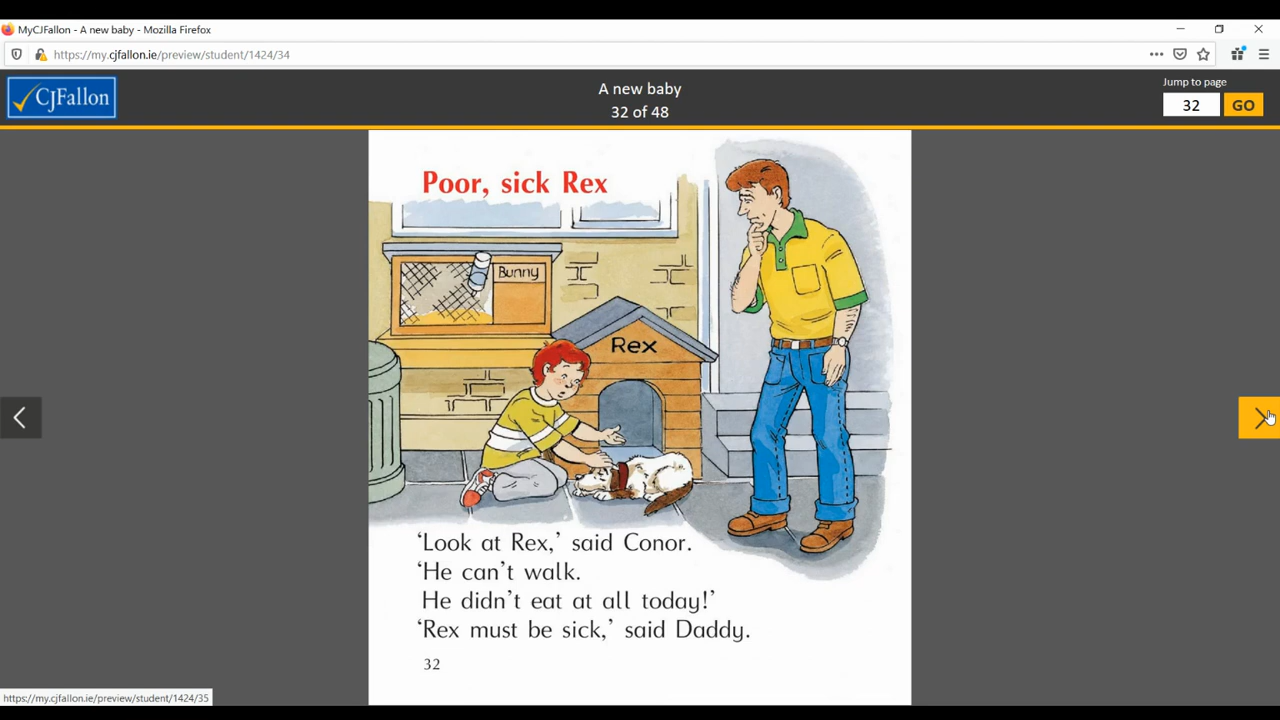 MyCJFallon - A new baby - Mozilla Firefox
https://my.cjfallon.ie/preview/student/1424/34
CJFallon
A new baby
32 of 48
Jump to page
32 GO
Poor, sick Rex
Bunny
Rex
‘Look at Rex,’ said Conor.
‘He can’t walk.
He didn’t eat at all today!’
‘Rex must be sick,’ said Daddy.
32
https://my.cjfallon.ie/preview/student/1424/35